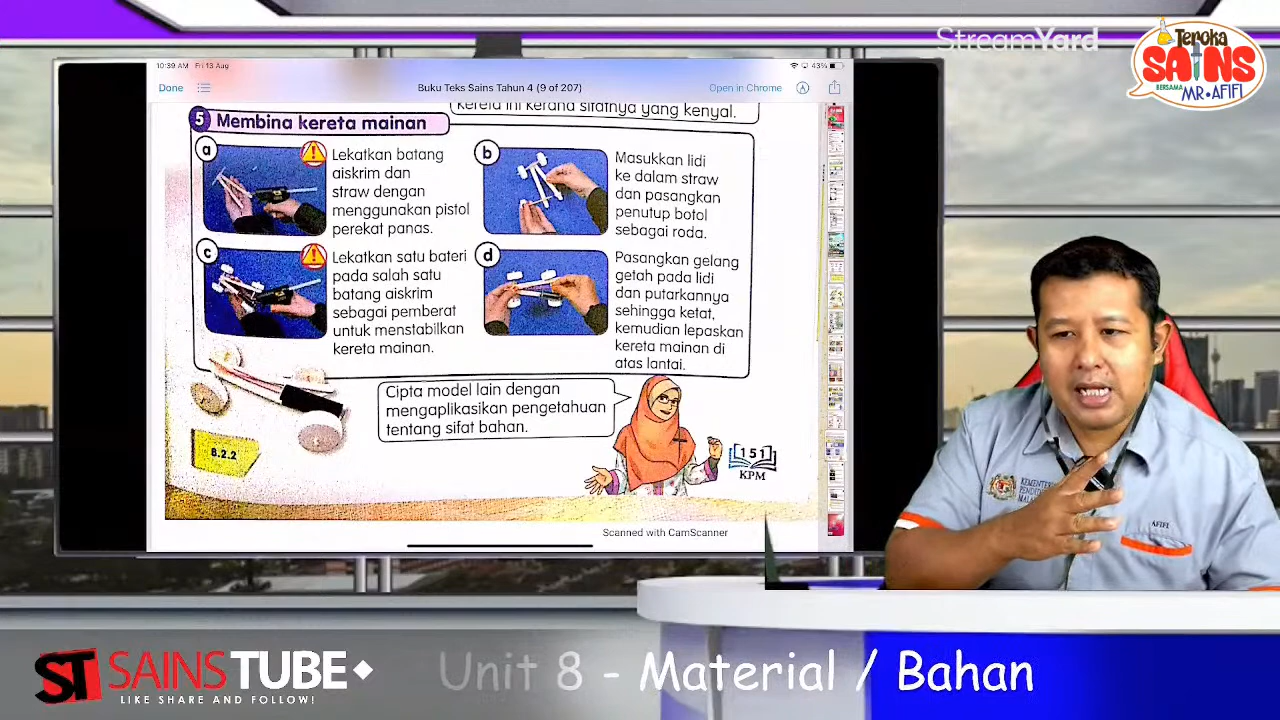 StreamYard
Teroka
SAINS
BERSAMA
MR•AFIFI
10:39 AM Fri 13 Aug
43%
Done
Buku Teks Sains Tahun 4 (9 of 207)
Open in Chrome
kereta ini kerana sifatnya yang kenyal.
5 Membina kereta mainan
a
Lekatkan batang
aiskrim dan
straw dengan
menggunakan pistol
perekat panas.
b
Masukkan lidi
ke dalam straw
dan pasangkan
penutup botol
sebagai roda.
c
Lekatkan satu bateri
pada salah satu
batang aiskrim
sebagai pemberat
untuk menstabilkan
kereta mainan.
d
Pasangkan gelang
getah pada lidi
dan putarkannya
sehingga ketat,
kemudian lepaskan
kereta mainan di
atas lantai.
Cipta model lain dengan
mengaplikasikan pengetahuan
tentang sifat bahan.
8.2.2
151
KPM
Scanned with CamScanner
KEMENTERIAN
AFIFI
ST SAINSTUBE
LIKE SHARE AND FOLLOW!
Unit 8 - Material / Bahan